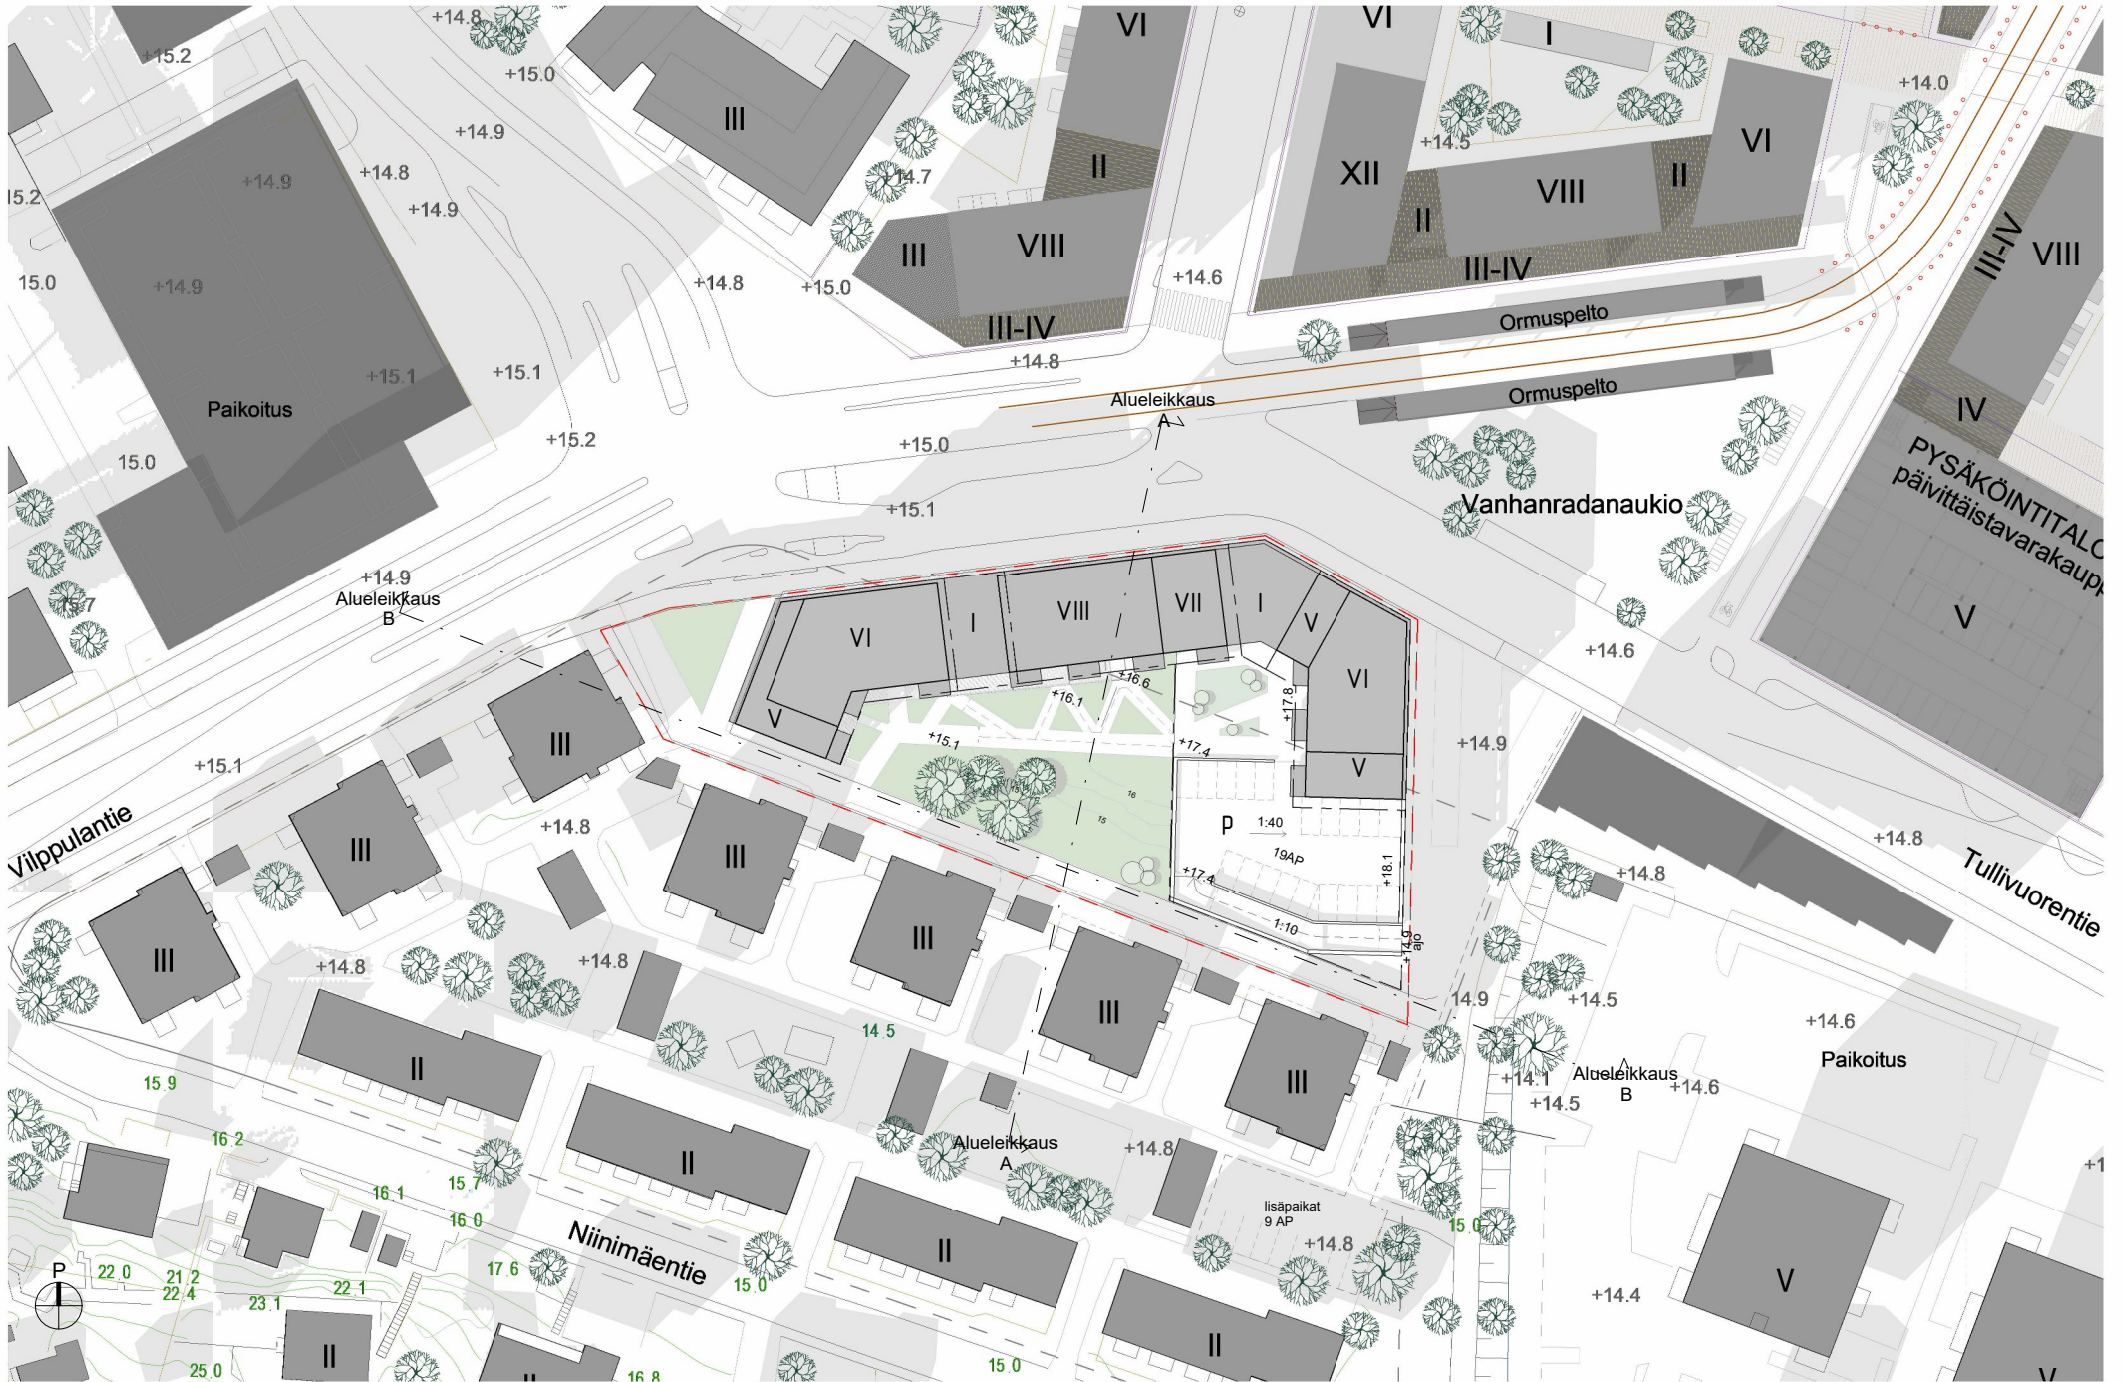 +14.8
VI
VI
I
+15.2
+15.0
+14.0
III
+14.9
+14.5
VI
+14.9
+14.8
II
XII
VIII
II
15.2
+14.7
+14.9
II
III
VIII
III-IV
VIII
15.0
+14.9
+14.8
+15.0
+14.6
III-IV
III-IV
Ormuspelto
+14.8
+15.1
+15.1
Ormuspelto
Paikoitus
Alueleikkaus
A
IV
+15.2
+15.0
15.0
PYSÄKÖINTITALO
päivittäistavarakaupp
+15.1
Vanhanradanaukio
+14.9
Alueleikkaus
B
15.7
VI
I
VIII
VII
I
V
V
+14.6
VI
+16.6
+16.1
+17.8
V
+15.1
+17.4
III
+14.9
+15.1
V
16
15
15
P
1:40
19AP
+14.8
+14.8
Vilppulantie
III
III
+17.4
+18.1
+14.8
Tullivuorentie
III
III
1:10
+14.9
ajo
+14.8
+14.8
14.9
+14.5
III
+14.6
14.5
Paikoitus
II
15.9
III
+14.1
Alueleikkaus
B
+14.6
+14.5
16.2
Alueleikkaus
A
+14.8
II
15.7
16.1
lisäpaikat
9 AP
16.0
15.0
Niinimäentie
+14.8
II
P
22.0
21.2
22.4
22.1
23.1
17.6
15.0
V
+14.4
II
II
15.0
25.0
II
16.8
V